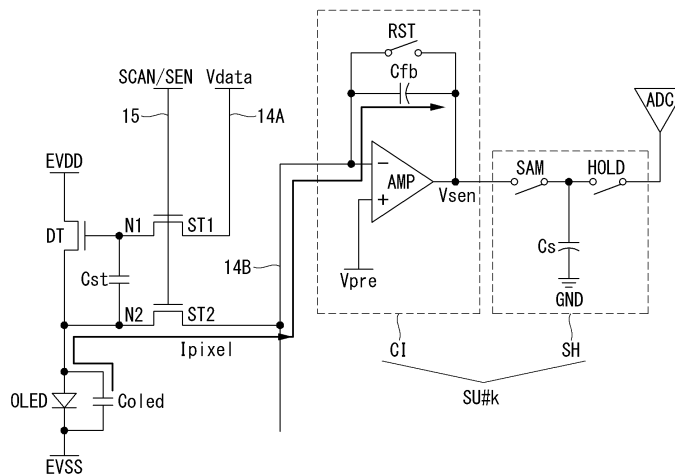 RST
SCAN/SEN
Vdata
Cfb
15
14A
ADC
EVDD
−
AMP
+
SAM
HOLD
Vsen
DT
N1
ST1
Cst
14B
Vpre
Cs
GND
N2
ST2
Ipixel
CI
SH
OLED
Coled
SU#k
EVSS